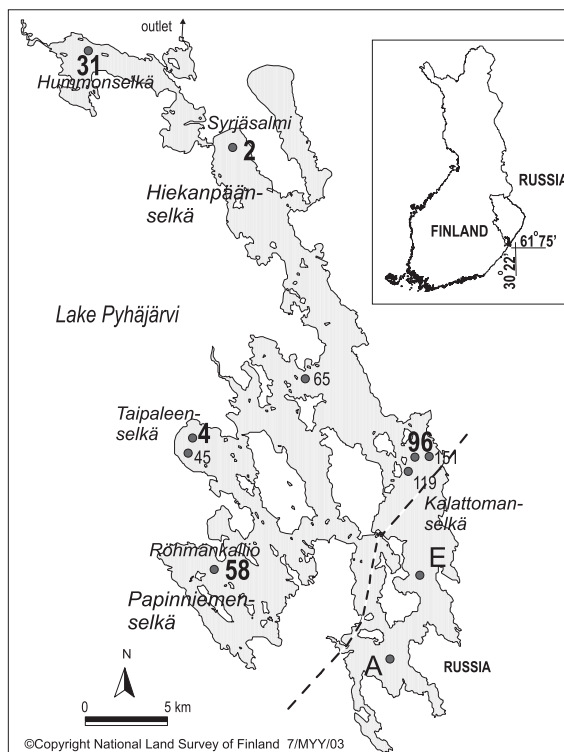 outlet
31
Hummonselkä
Syrjäsalmi
2
Hiekanpään-
selkä
RUSSIA
FINLAND
61°75'
30°22'
Lake Pyhäjärvi
65
Taipaleen-
selkä
4
45
96
151
119
Kalattoman-
selkä
Röhmänkallio
58
Papinniemen-
selkä
E
A
RUSSIA
N
0 5 km
©Copyright National Land Survey of Finland 7/MYY/03